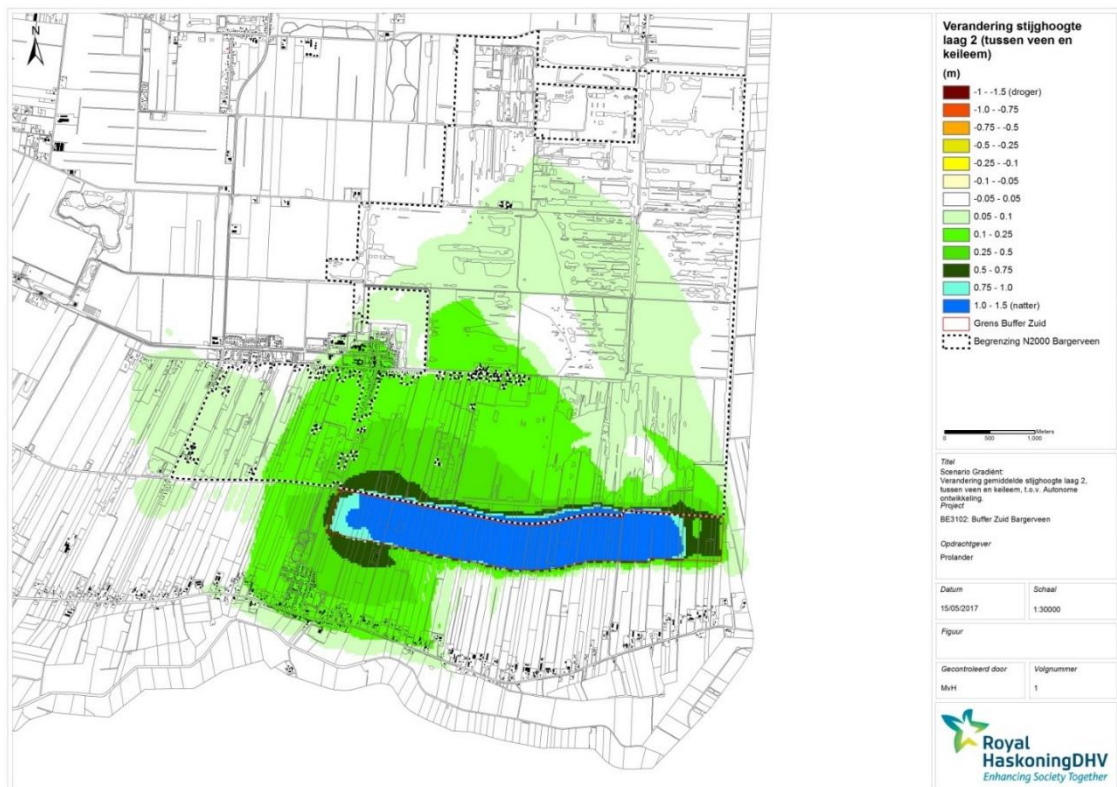 N
Verandering stijghoogte
laag 2 (tussen veen en
keileem)
(m)
-1 - -1.5 (droger)
-1.0 - -0.75
-0.75 - -0.5
-0.5 - -0.25
-0.25 - -0.1
-0.1 - -0.05
-0.05 - 0.05
0.05 - 0.1
0.1 - 0.25
0.25 - 0.5
0.5 - 0.75
0.75 - 1.0
1.0 - 1.5 (natter)
Grens Buffer Zuid
Begrenzing N2000 Bargerveen
Meters
0 500 1.000
Titel
Scenario Gradiënt:
Verandering gemiddelde stijghoogte laag 2,
tussen veen en keileem, t.o.v. Autonome
ontwikkeling.
Project
BE3102: Buffer Zuid Bargerveen
Opdrachtgever
Prolander
Datum Schaal
15/05/2017 1:30000
Figuur
Gecontroleerd door Volgnummer
MvH 1
Royal
HaskoningDHV
Enhancing Society Together